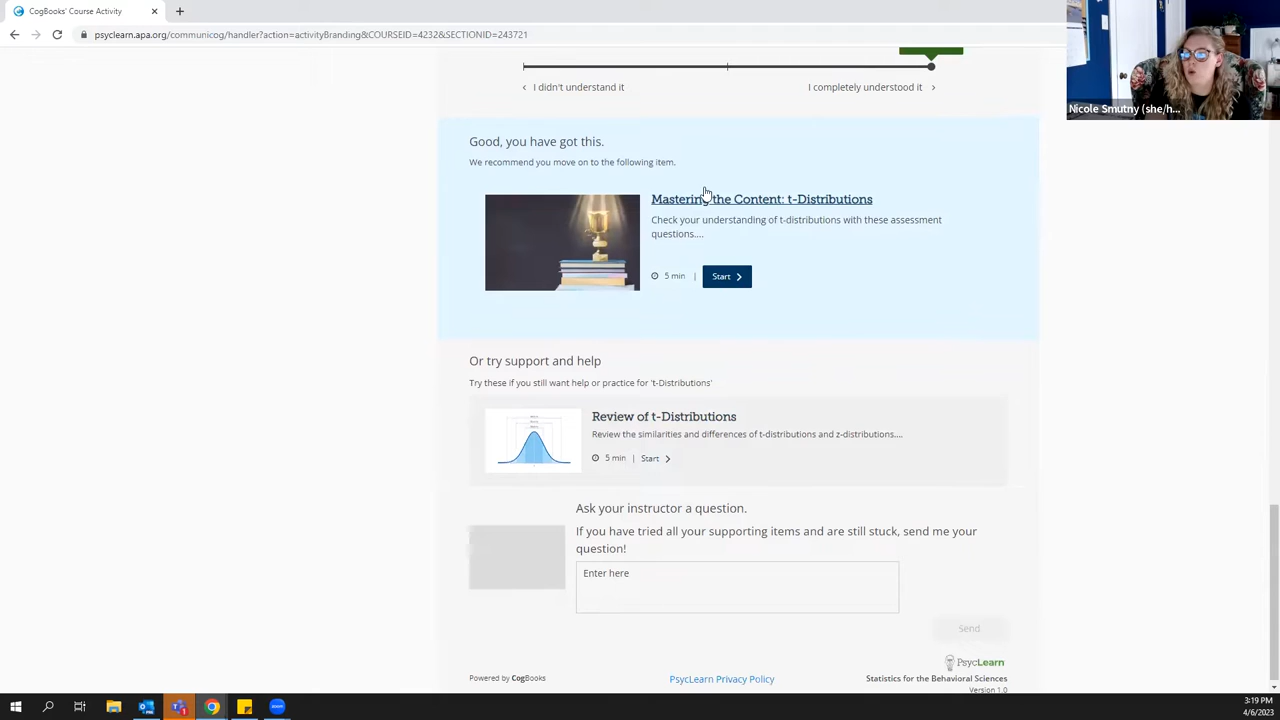 CogBooks' Course Activity
psyclearn.apa.org/communicog/handler?action=activityBranding&COURSEID=4232&SECTIONID=243721
Nicole Smutny (she/h...
I didn't understand it
I completely understood it
Good, you have got this.
We recommend you move on to the following item.
Mastering the Content: t-Distributions
Check your understanding of t-distributions with these assessment
questions....
5 min | Start
Or try support and help
Try these if you still want help or practice for 't-Distributions'
Review of t-Distributions
Review the similarities and differences of t-distributions and z-distributions....
5 min | Start
Ask your instructor a question.
If you have tried all your supporting items and are still stuck, send me your
question!
Enter here
Send
PsycLearn
Powered by CogBooks
PsycLearn Privacy Policy
Statistics for the Behavioral Sciences
Version 1.0
3:19 PM
4/6/2023